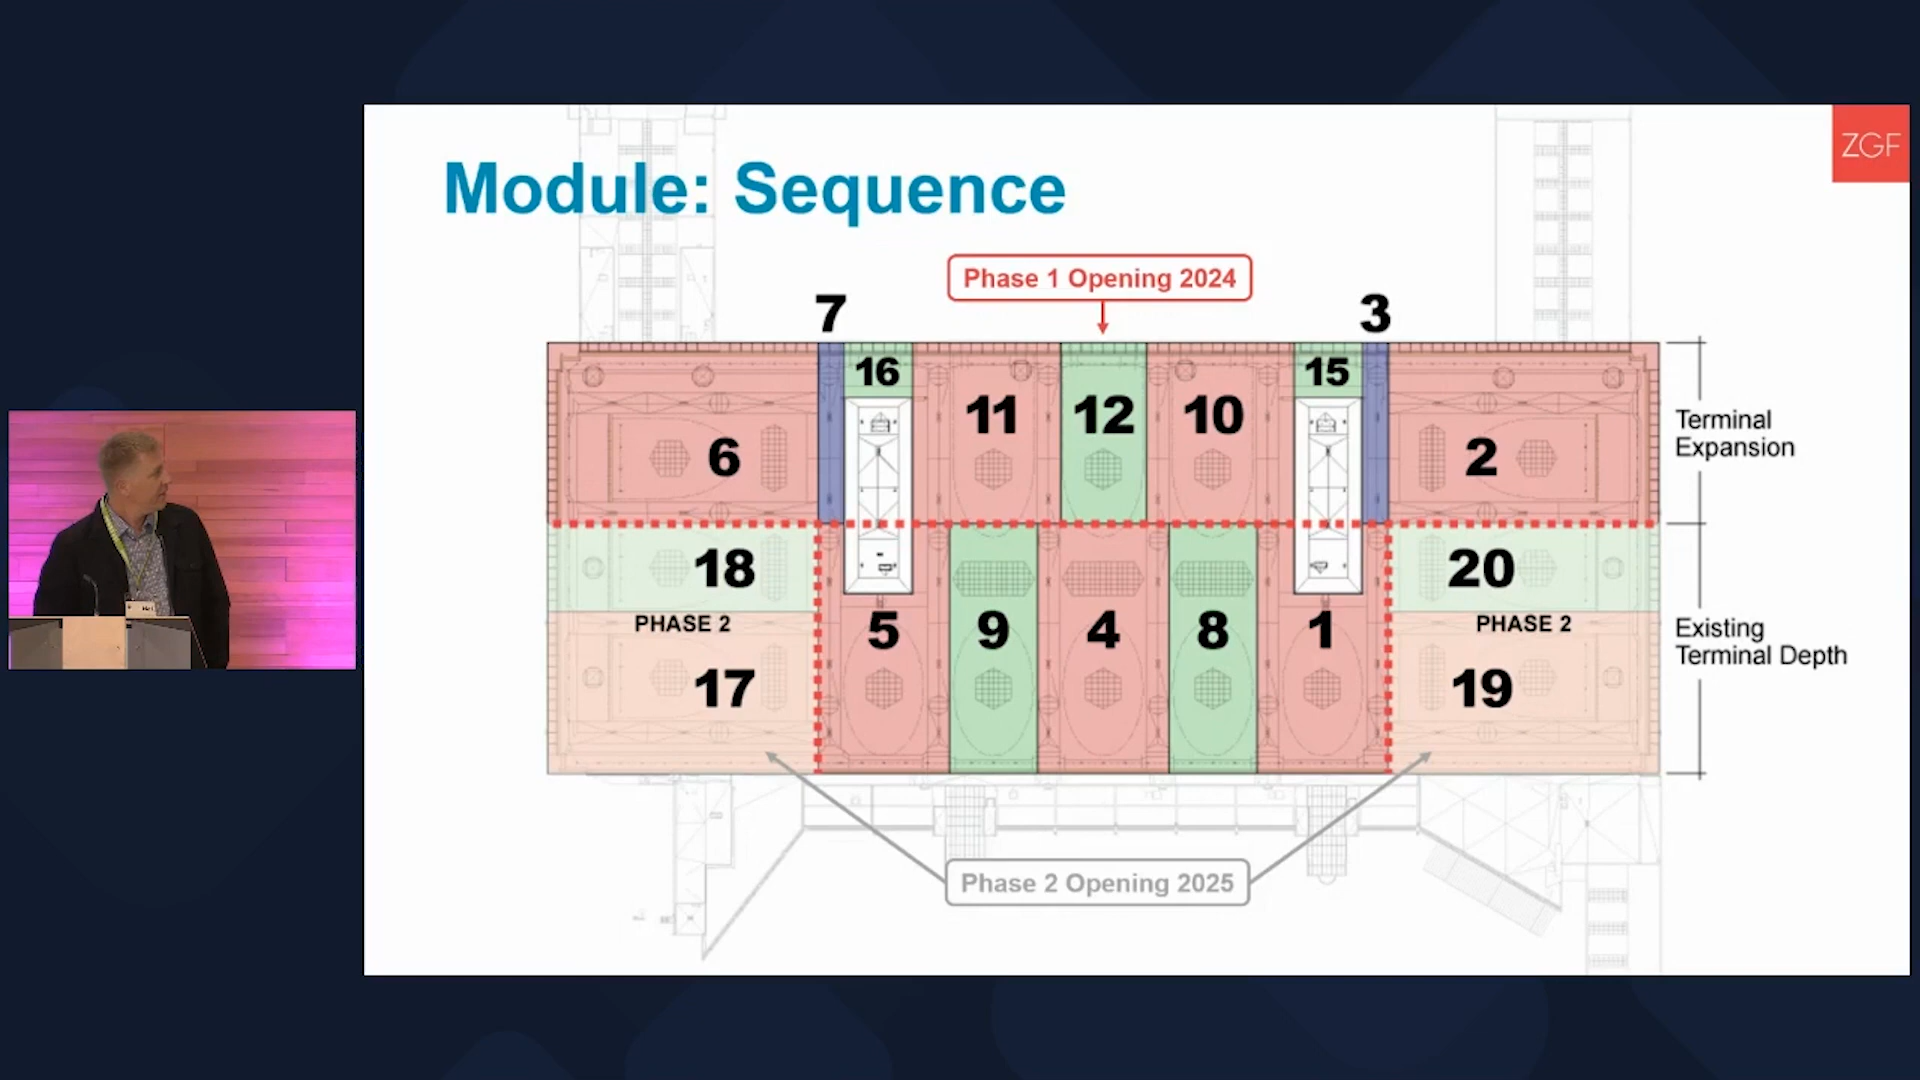 ZGF
Module: Sequence
Phase 1 Opening 2024
7
3
16
15
11
12
10
6
2
Terminal
Expansion
18
20
PHASE 2
PHASE 2
5
9
4
8
1
Existing
Terminal Depth
17
19
Phase 2 Opening 2025